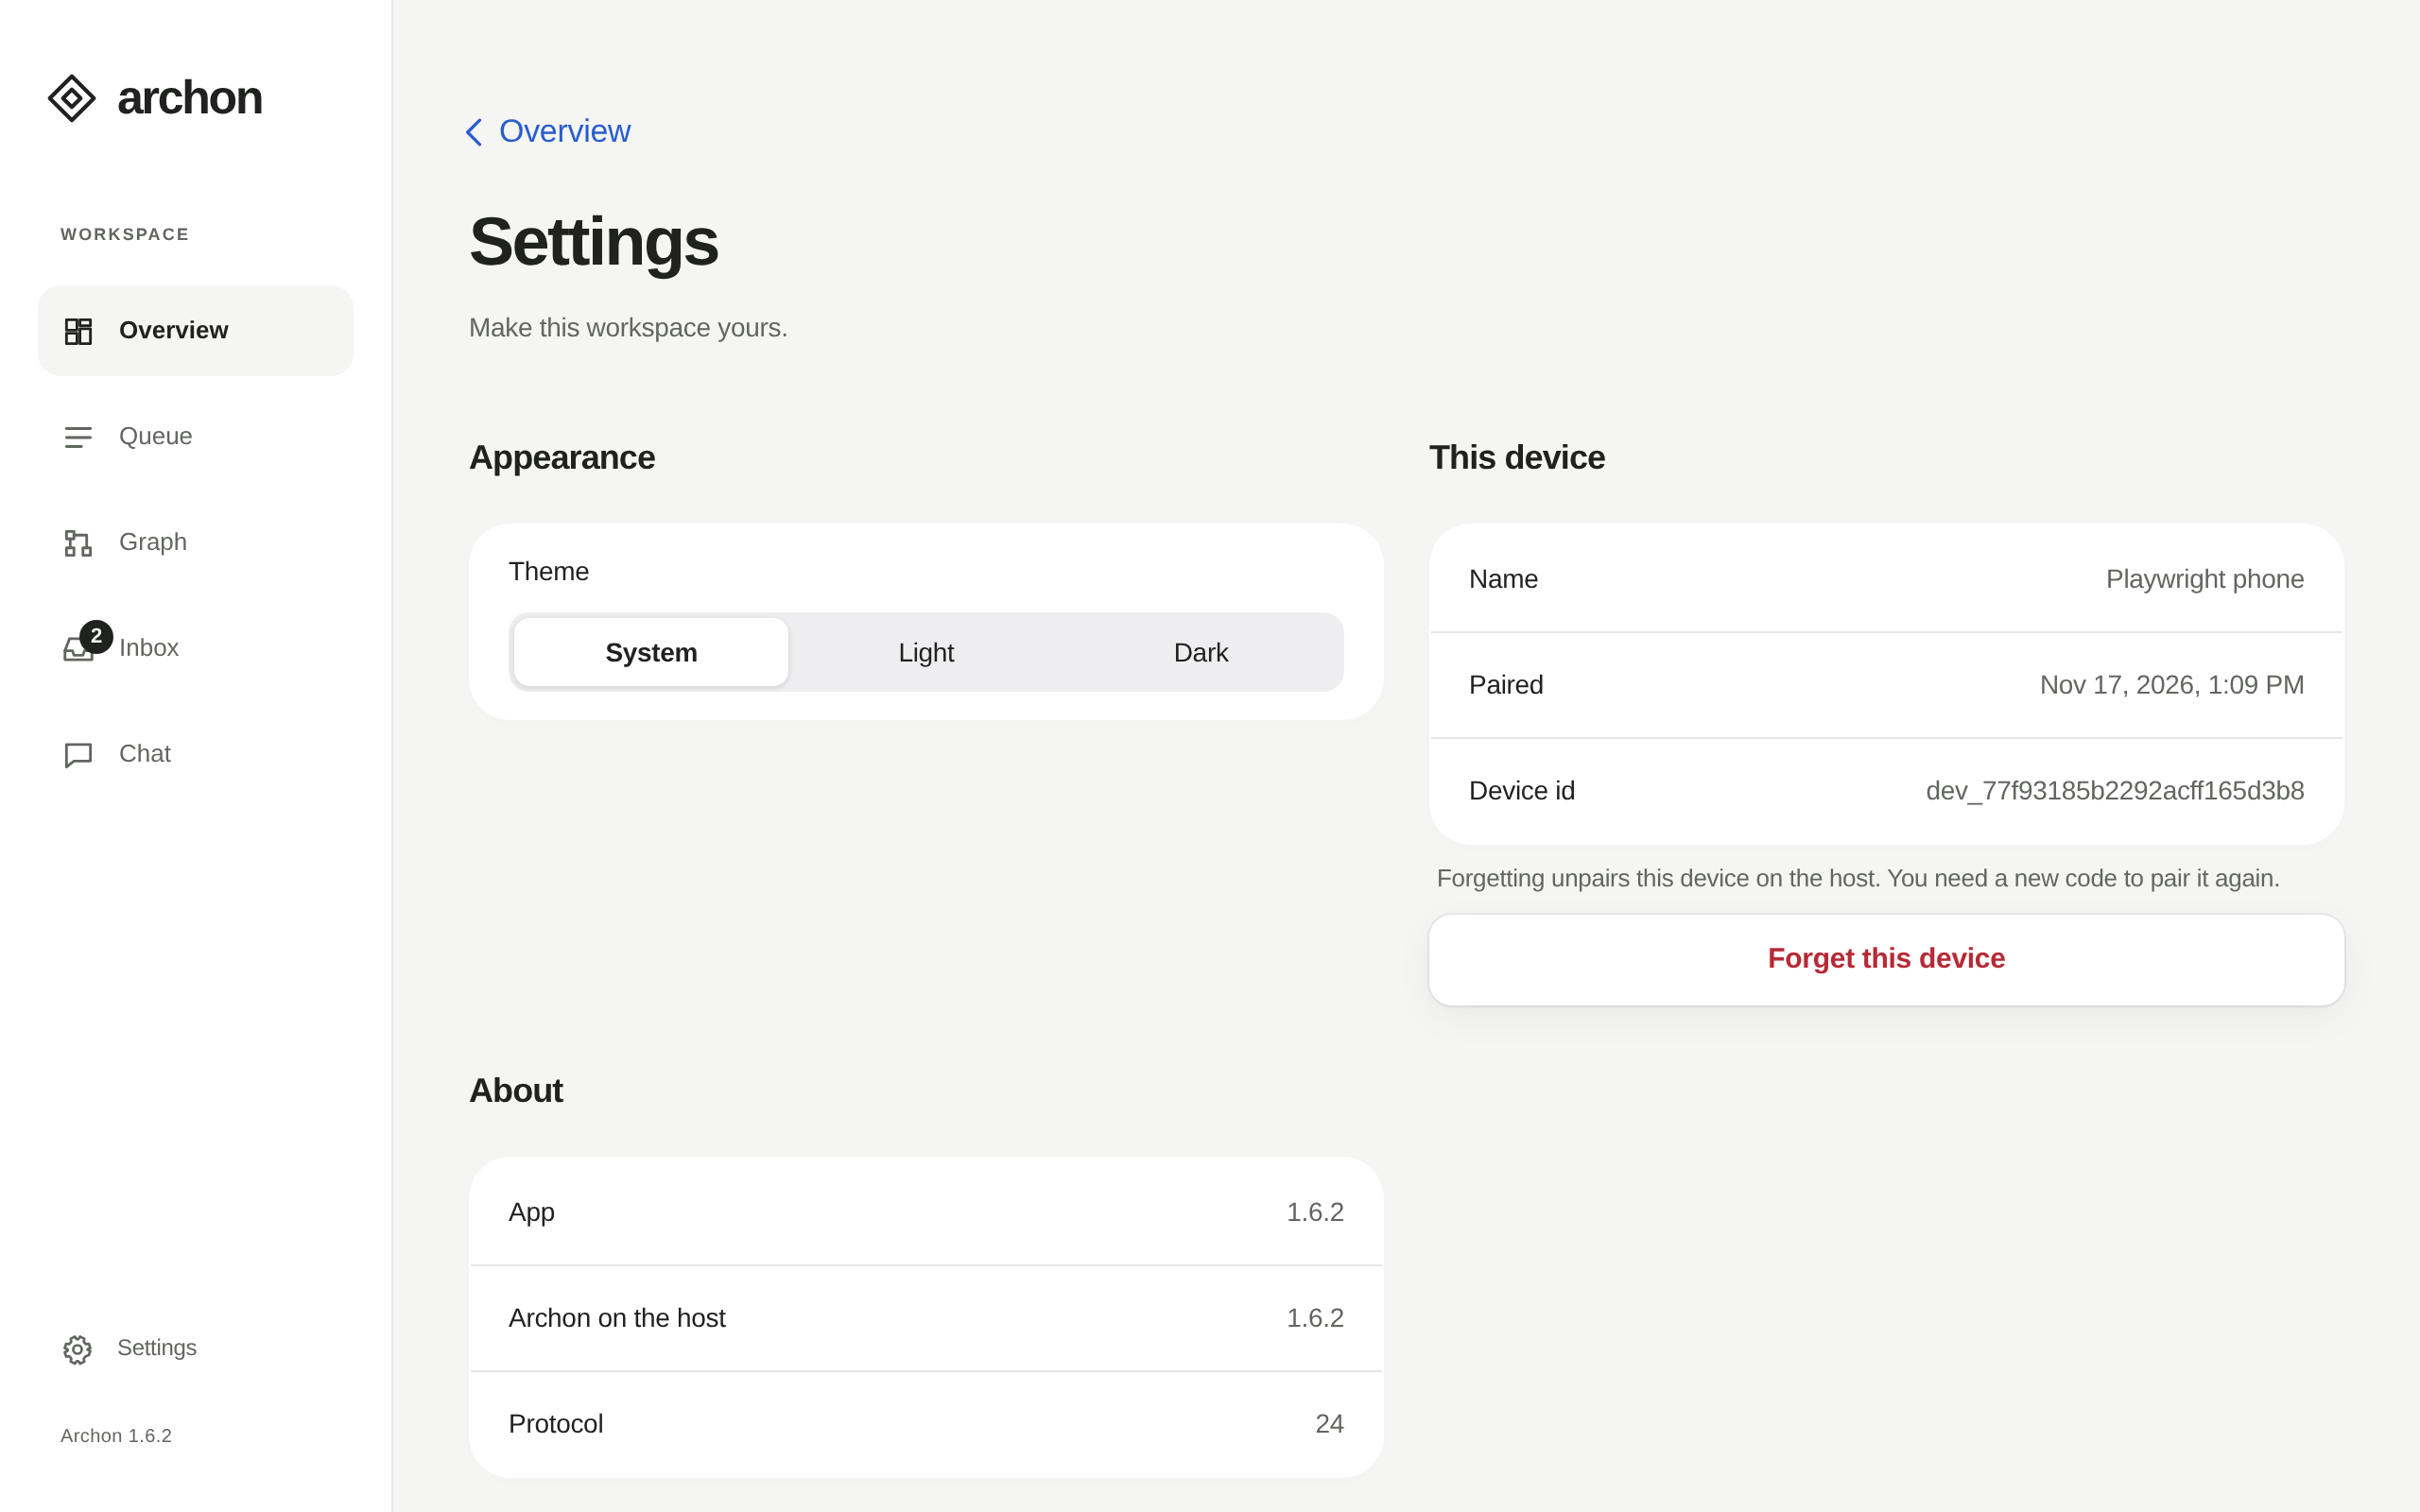 archon
WORKSPACE
Overview
Queue
Graph
2
Inbox
Chat
Settings
Archon 1.6.2
Overview
Settings
Make this workspace yours.
Appearance
Theme
System
Light
Dark
This device
Name
Playwright phone
Paired
Nov 17, 2026, 1:09 PM
Device id
dev_77f93185b2292acff165d3b8
Forgetting unpairs this device on the host. You need a new code to pair it again.
Forget this device
About
App
1.6.2
Archon on the host
1.6.2
Protocol
24